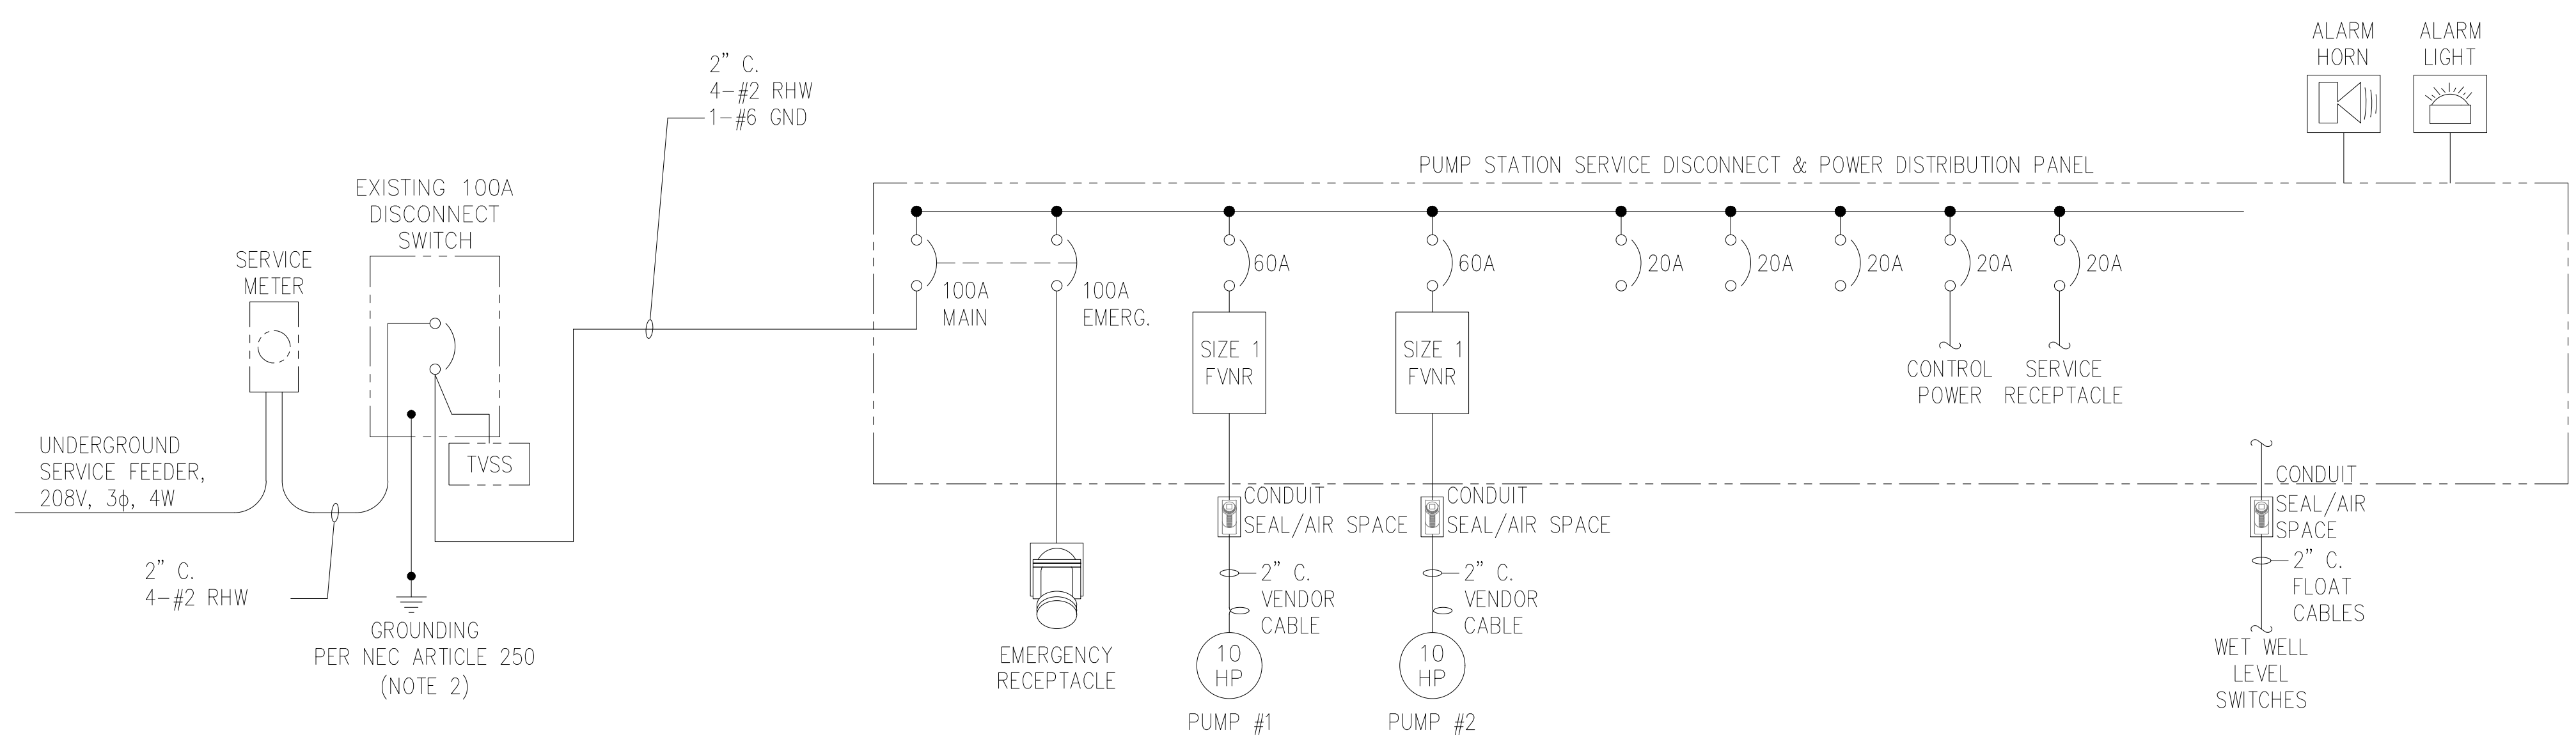 ALARM
HORN
ALARM
LIGHT
2" C.
4-#2 RHW
1-#6 GND
PUMP STATION SERVICE DISCONNECT & POWER DISTRIBUTION PANEL
EXISTING 100A
DISCONNECT
SWITCH
SERVICE
METER
100A
MAIN
100A
EMERG.
60A
60A
20A
20A
20A
20A
20A
SIZE 1
FVNR
SIZE 1
FVNR
CONTROL
POWER
SERVICE
RECEPTACLE
UNDERGROUND
SERVICE FEEDER,
208V, 3ϕ, 4W
TVSS
2" C.
4-#2 RHW
GROUNDING
PER NEC ARTICLE 250
(NOTE 2)
EMERGENCY
RECEPTACLE
CONDUIT
SEAL/AIR SPACE
2" C.
VENDOR
CABLE
10
HP
PUMP #1
CONDUIT
SEAL/AIR SPACE
2" C.
VENDOR
CABLE
10
HP
PUMP #2
CONDUIT
SEAL/AIR
SPACE
2" C.
FLOAT
CABLES
WET WELL
LEVEL
SWITCHES